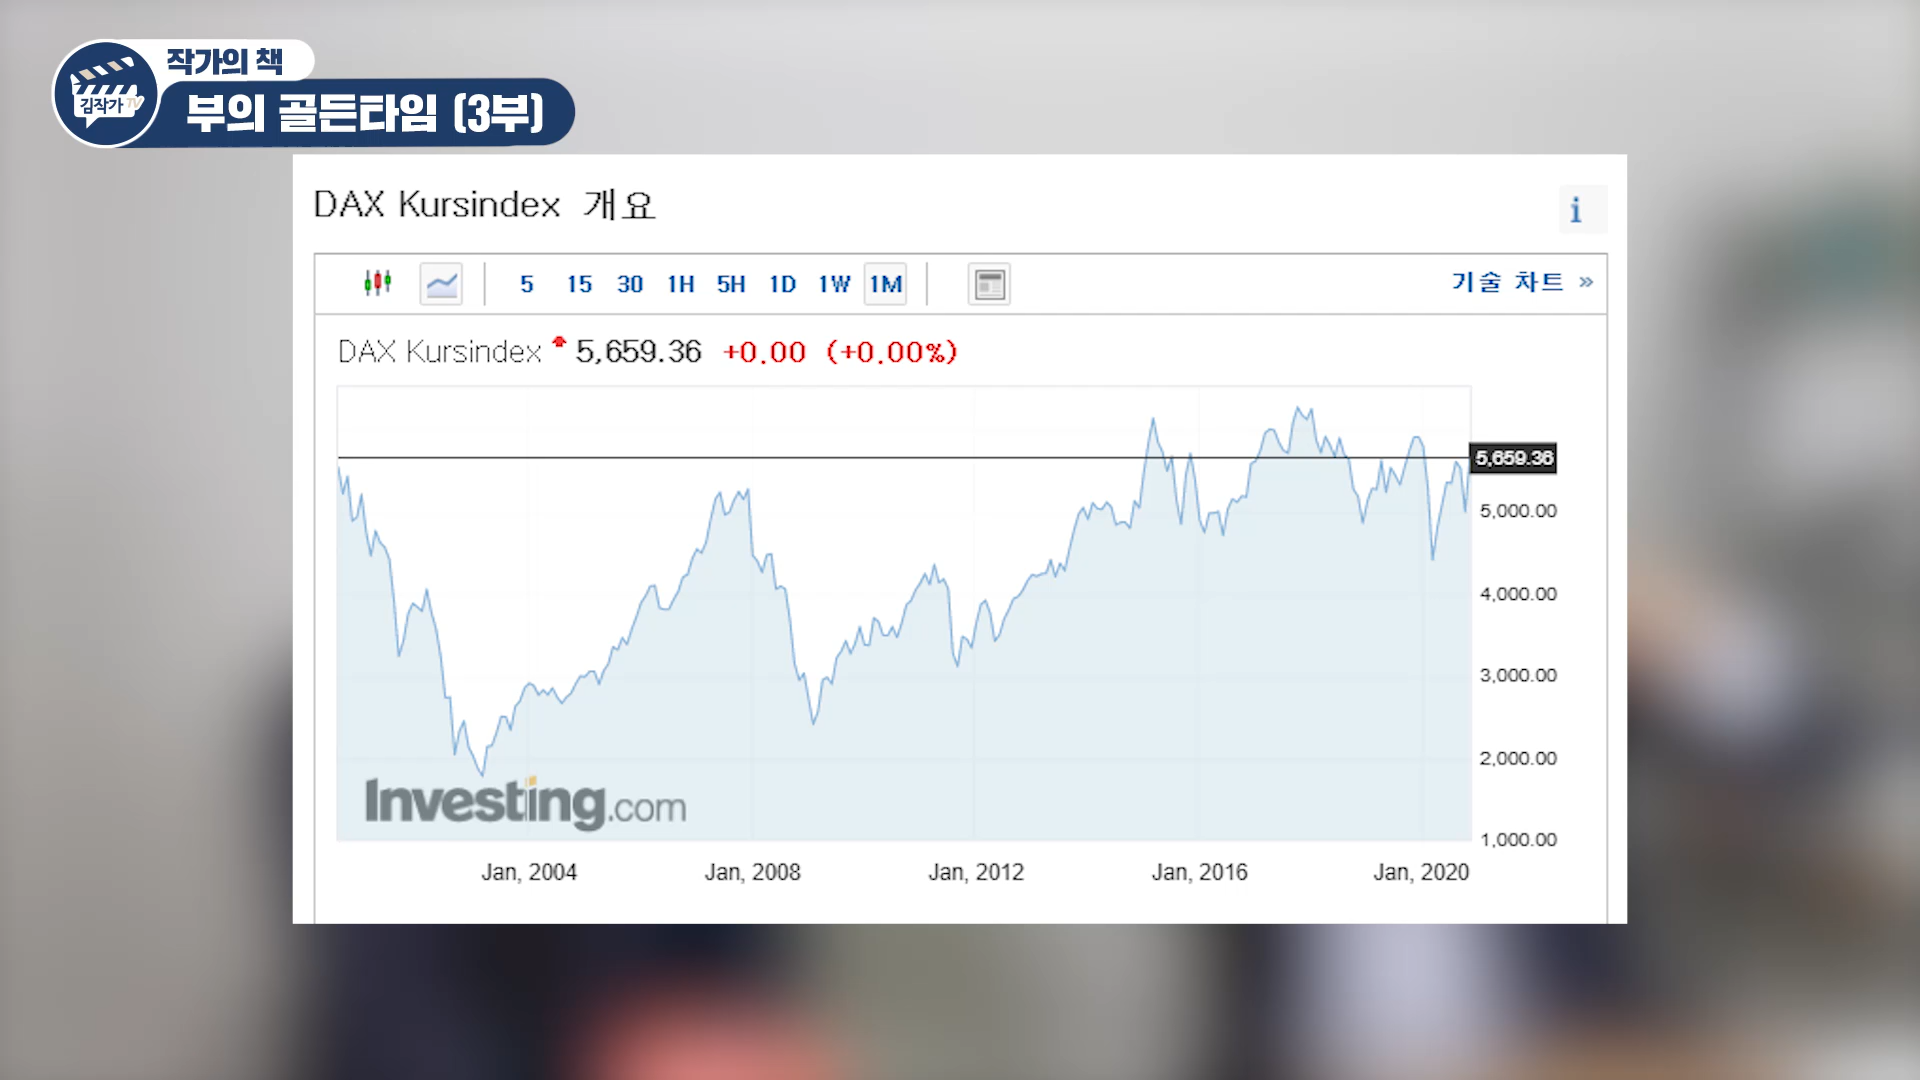 작가의 책
김작가 TV
부의 골든타임 (3부)
DAX Kursindex 개요
i
5 15 30 1H 5H 1D 1W 1M
기술 차트 »
DAX Kursindex 5,659.36 +0.00 (+0.00%)
5,659.36
5,000.00
4,000.00
3,000.00
2,000.00
1,000.00
Investing.com
Jan, 2004 Jan, 2008 Jan, 2012 Jan, 2016 Jan, 2020